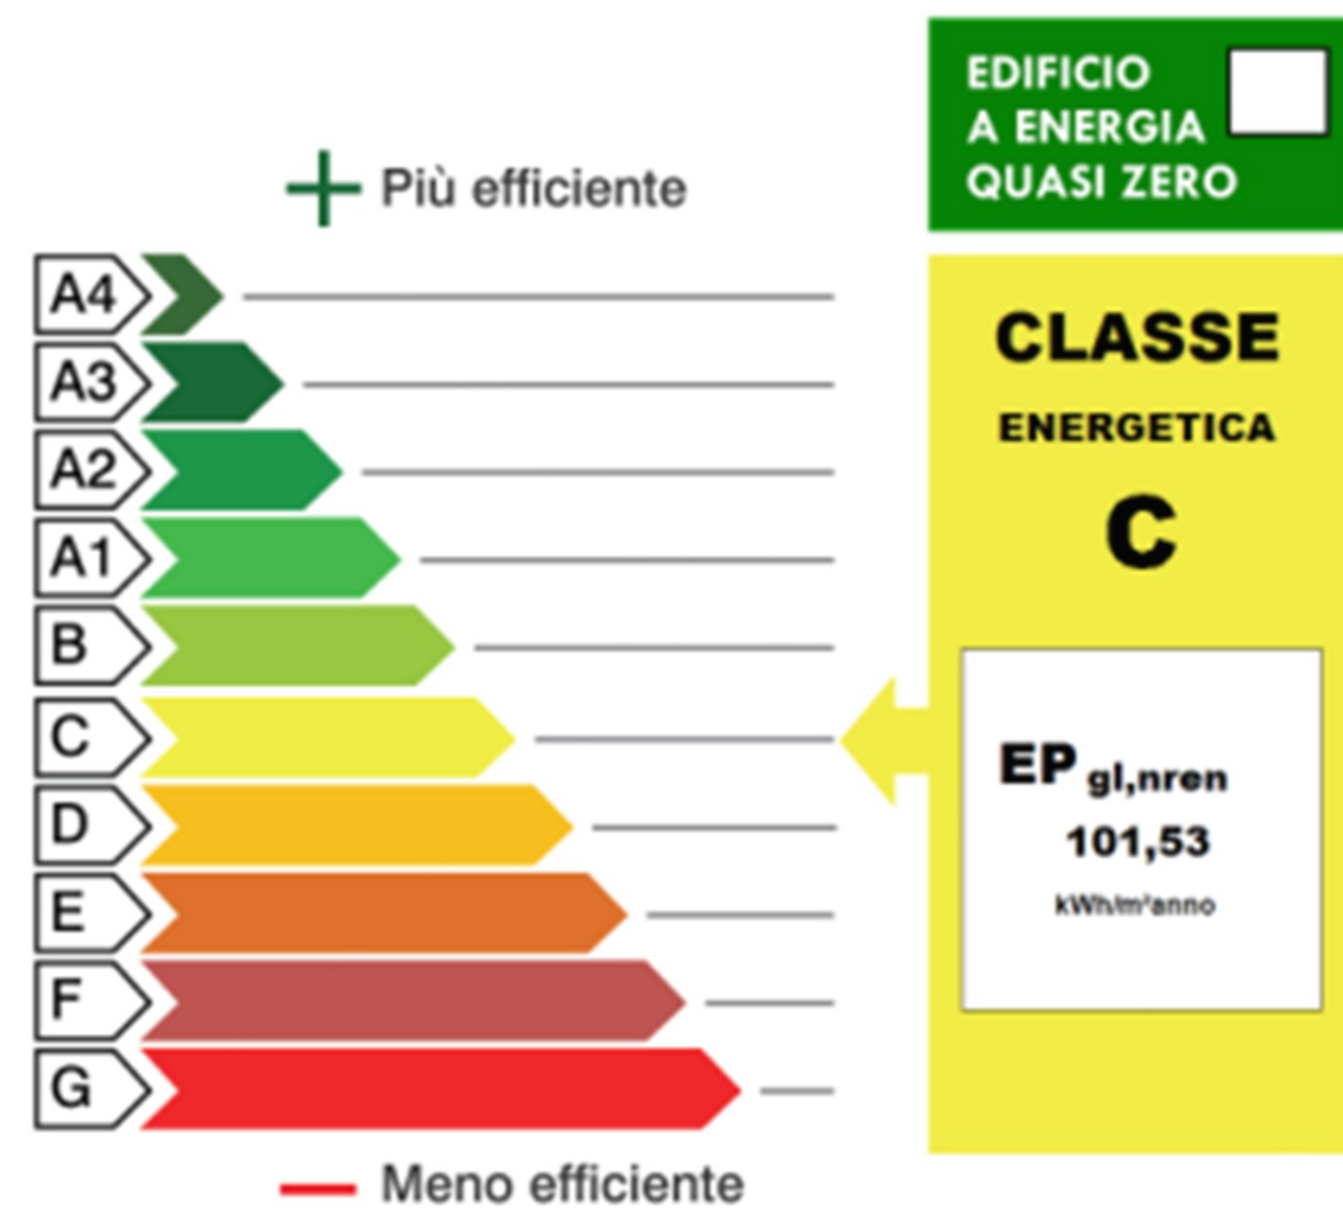 EDIFICIO
A ENERGIA
QUASI ZERO
Più efficiente
A4
A3
A2
A1
B
C
D
E
F
G
Meno efficiente
CLASSE
ENERGETICA
C
EP gl,nren
101,53
kWh/m²anno